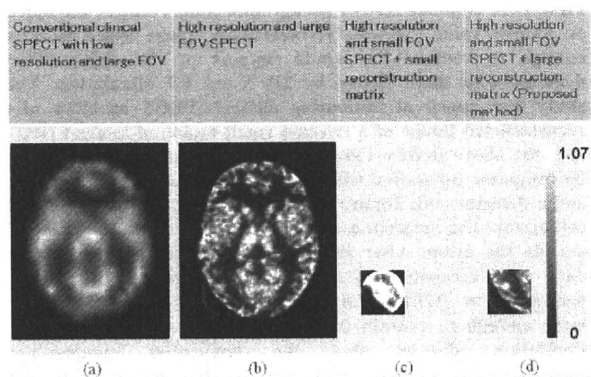 Conventional clinical
SPECT with low
resolution and large FOV
High resolution and large
FOV SPECT
High resolution
and small FOV
SPECT + small
reconstruction
matrix
High resolution
and small FOV
SPECT + large
reconstruction
matrix (Proposed
method)
1.07
0
(a)
(b)
(c)
(d)